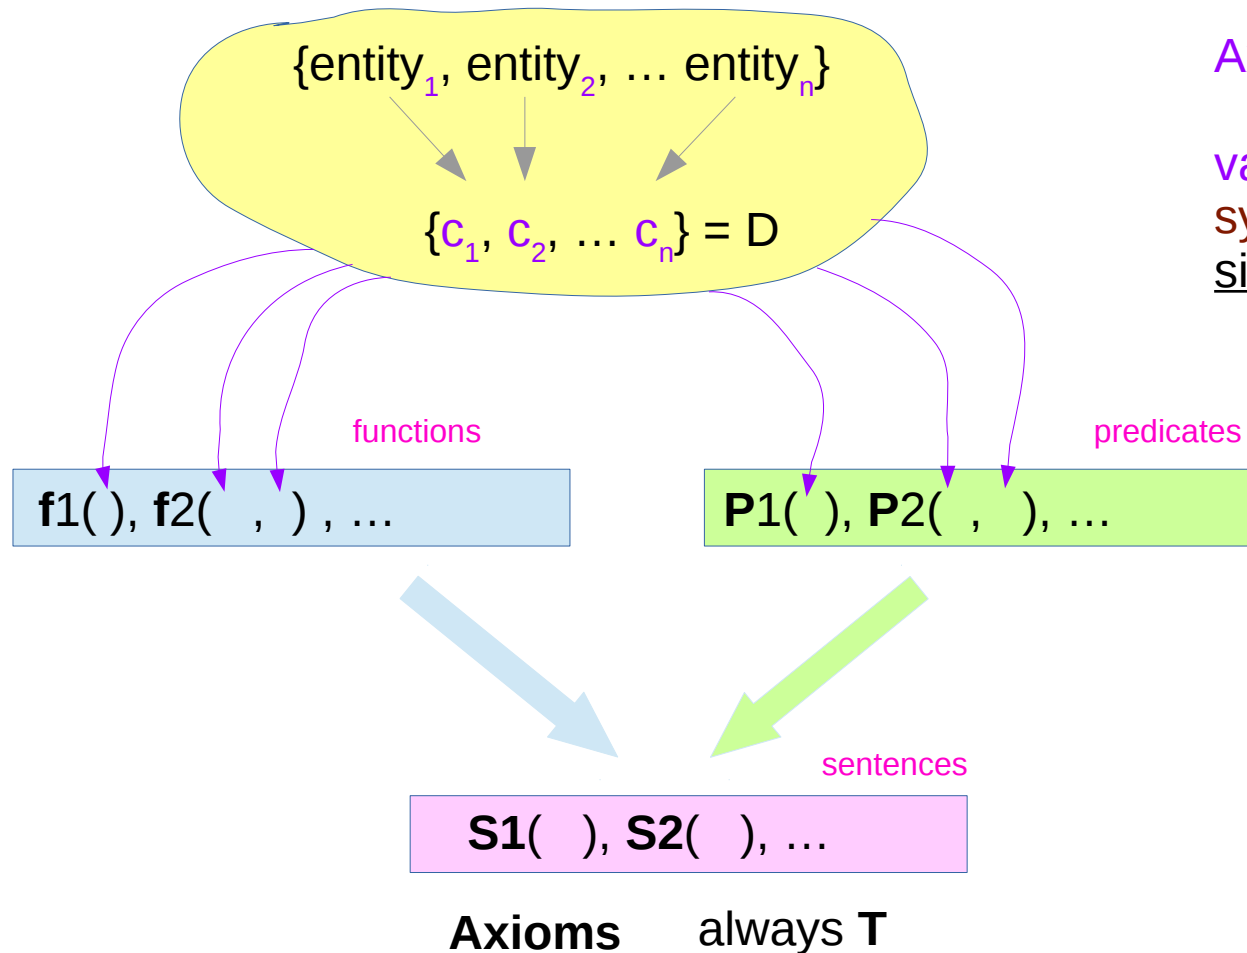 {entity₁, entity₂, … entityₙ}
{c₁, c₂, … cₙ} = D
functions
predicates
f1( ), f2( , ) , …
P1( ), P2( , ), …
sentences
S1( ), S2( ), …
Axioms always T